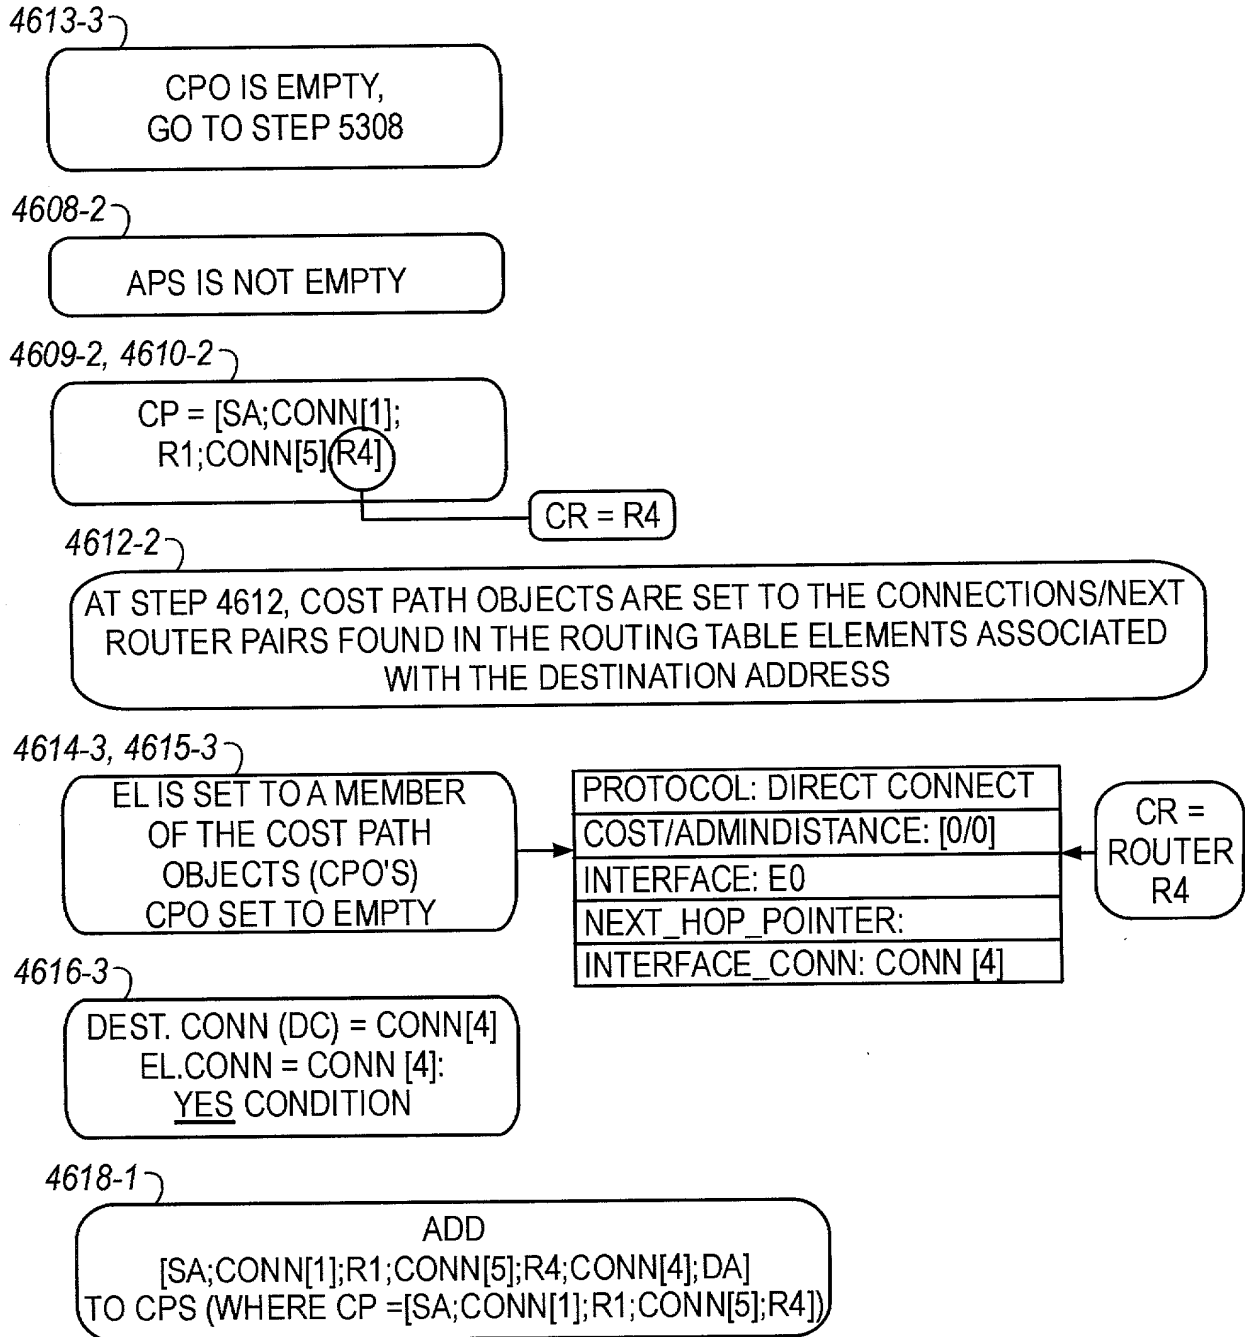 4613-3
CPO IS EMPTY,
GO TO STEP 5308
4608-2
APS IS NOT EMPTY
4609-2, 4610-2
CP = [SA;CONN[1];
R1;CONN[5] R4]
CR = R4
4612-2
AT STEP 4612, COST PATH OBJECTS ARE SET TO THE CONNECTIONS/NEXT
ROUTER PAIRS FOUND IN THE ROUTING TABLE ELEMENTS ASSOCIATED
WITH THE DESTINATION ADDRESS
4614-3, 4615-3
EL IS SET TO A MEMBER
OF THE COST PATH
OBJECTS (CPO'S)
CPO SET TO EMPTY
PROTOCOL: DIRECT CONNECT
COST/ADMINDISTANCE: [0/0]
INTERFACE: E0
NEXT_HOP_POINTER:
INTERFACE_CONN: CONN [4]
CR =
ROUTER
R4
4616-3
DEST. CONN (DC) = CONN[4]
EL.CONN = CONN [4]:
YES CONDITION
4618-1
ADD
[SA;CONN[1];R1;CONN[5];R4;CONN[4];DA]
TO CPS (WHERE CP =[SA;CONN[1];R1;CONN[5];R4])